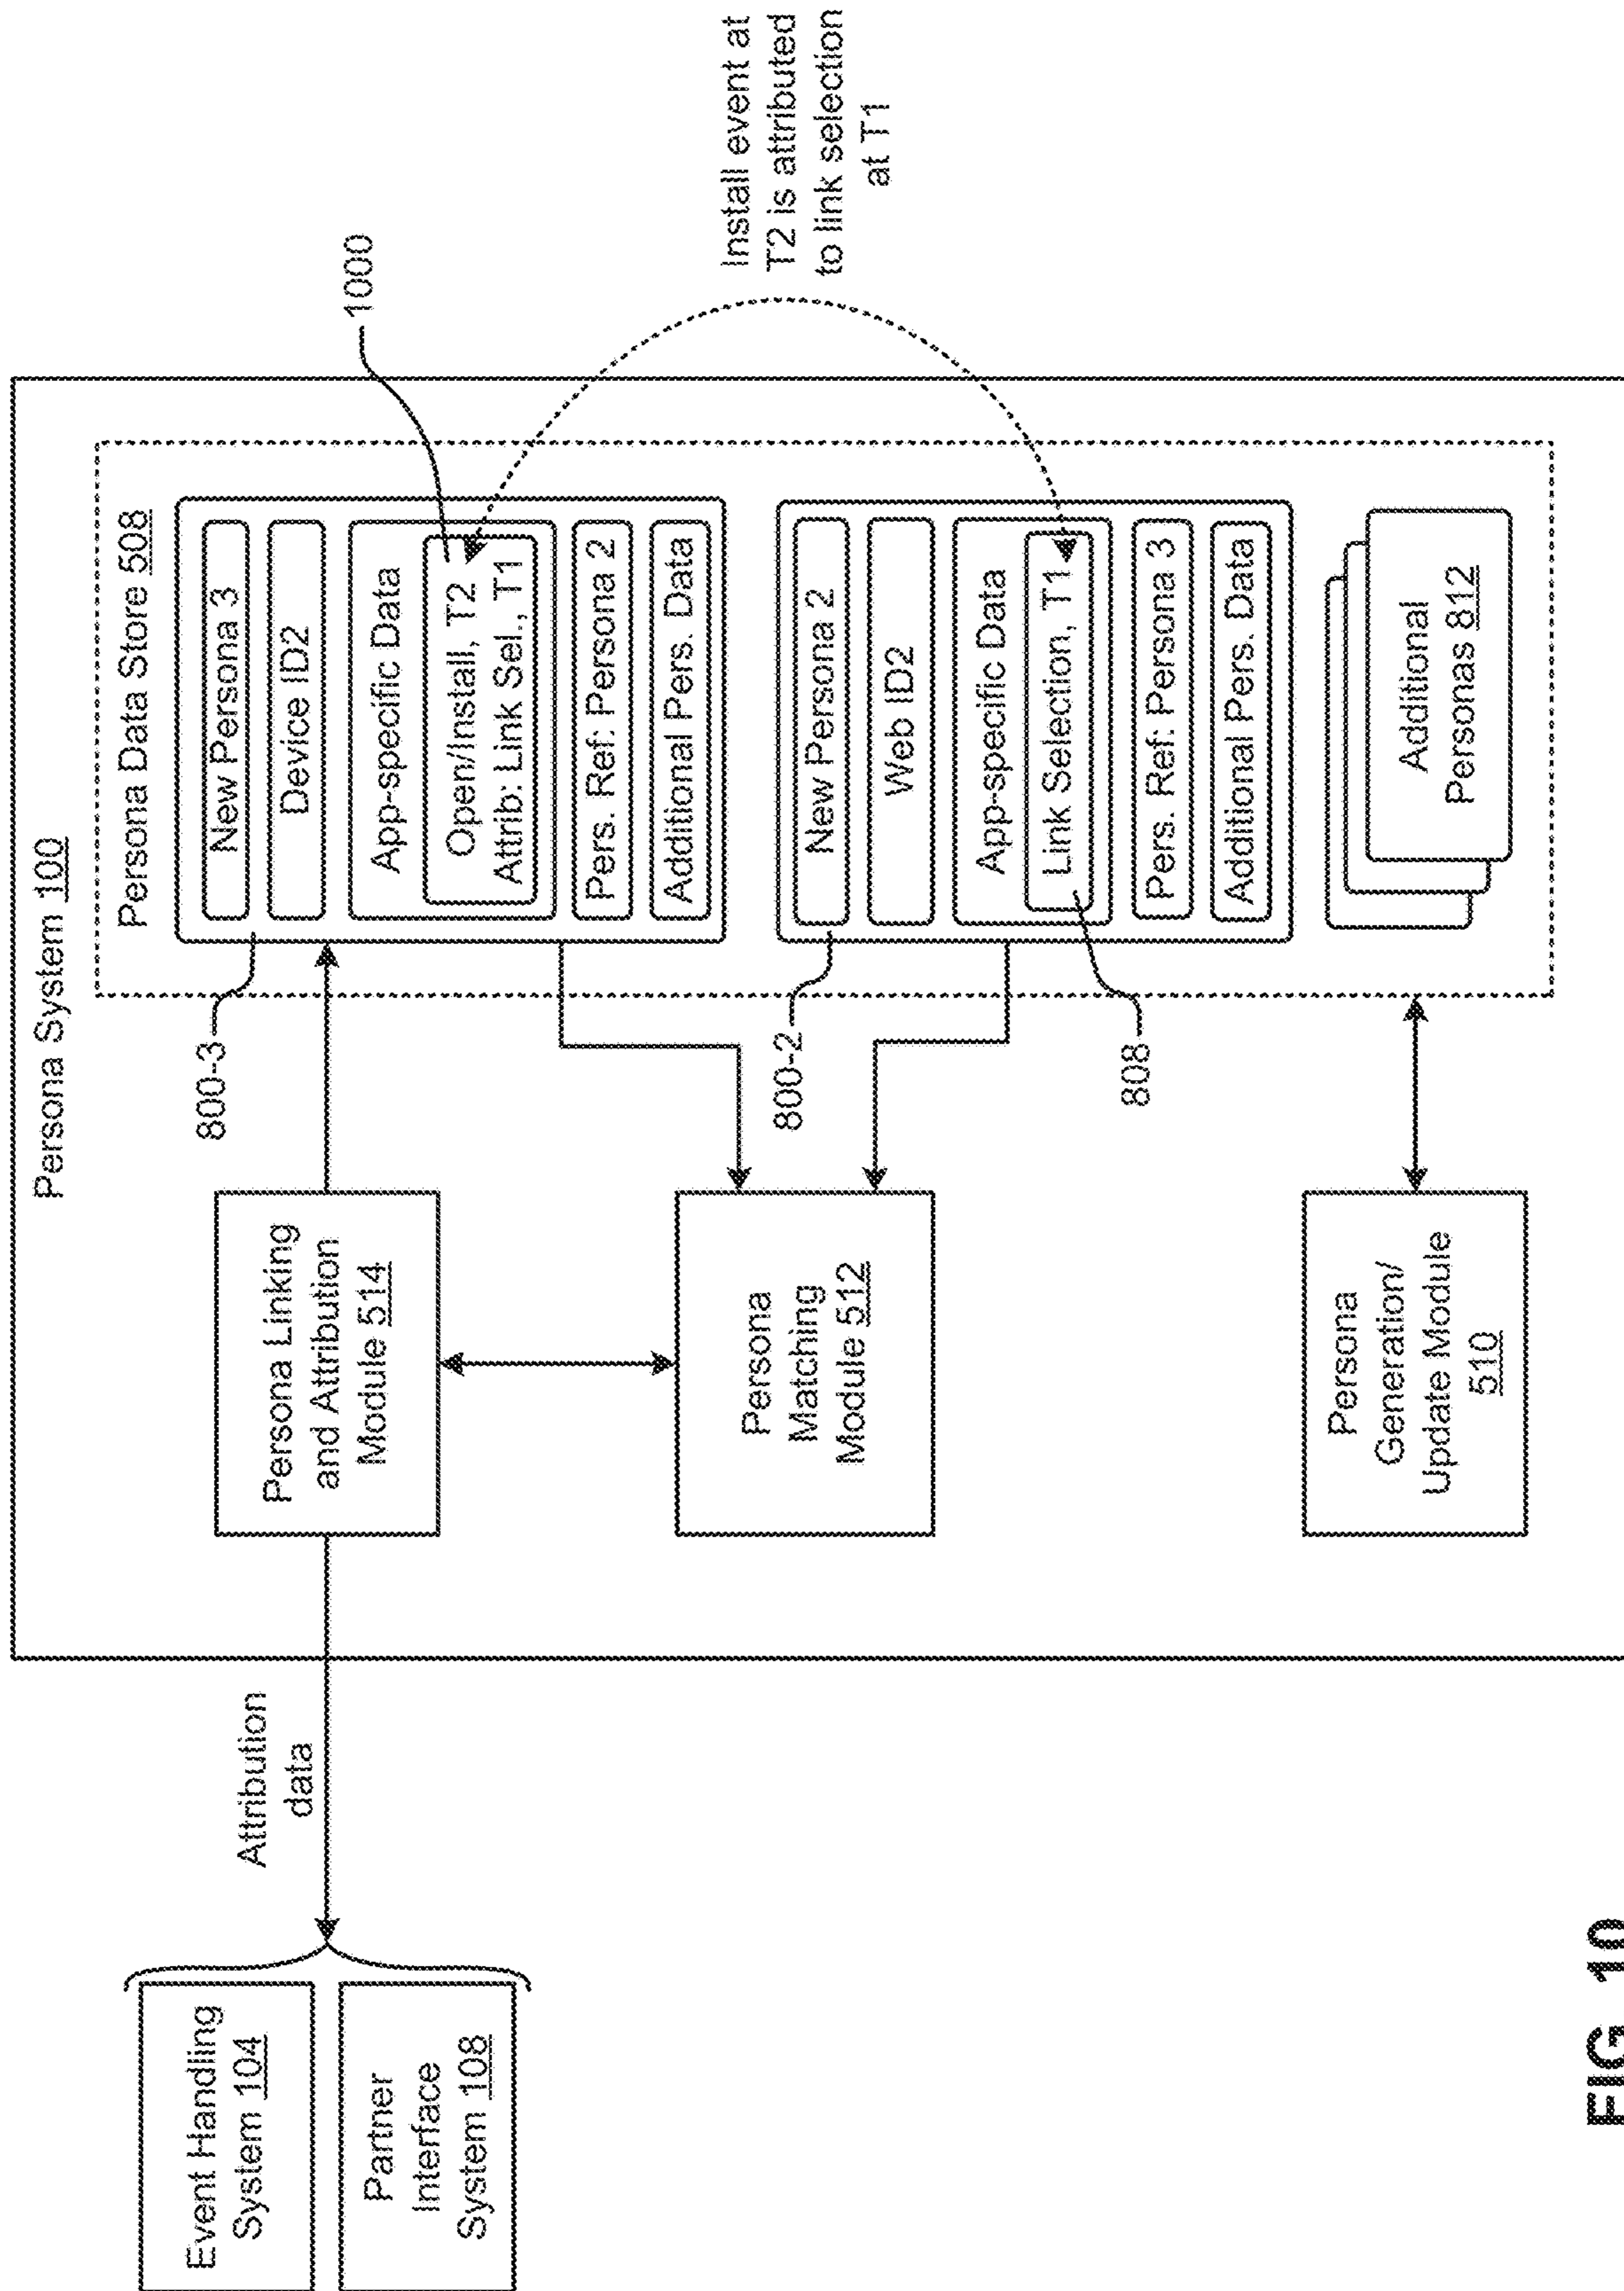 Persona System 100
Event Handling
System 104
Partner
Interface
System 108
Attribution
data
Persona Linking
and Attribution
Module 514
Persona
Matching
Module 512
Persona
Generation/
Update Module
510
Persona Data Store 508
800-3
New Persona 3
Device ID2
App-specific Data
Open/Install, T2
Attrib: Link Sel., T1
Pers. Ref: Persona 2
Additional Pers. Data
1000
800-2
New Persona 2
Web ID2
App-specific Data
Link Selection, T1
Pers. Ref: Persona 3
Additional Pers. Data
808
Additional
Personas 812
Install event at
T2 is attributed
to link selection
at T1
FIG. 10